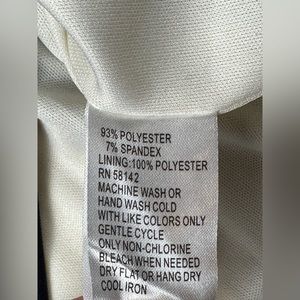 93% POLYESTER
7% SPANDEX
LINING:100% POLYESTER
RN 58142
MACHINE WASH OR
HAND WASH COLD
WITH LIKE COLORS ONLY
GENTLE CYCLE
ONLY NON-CHLORINE
BLEACH WHEN NEEDED
DRY FLAT OR HANG DRY
COOL IRON